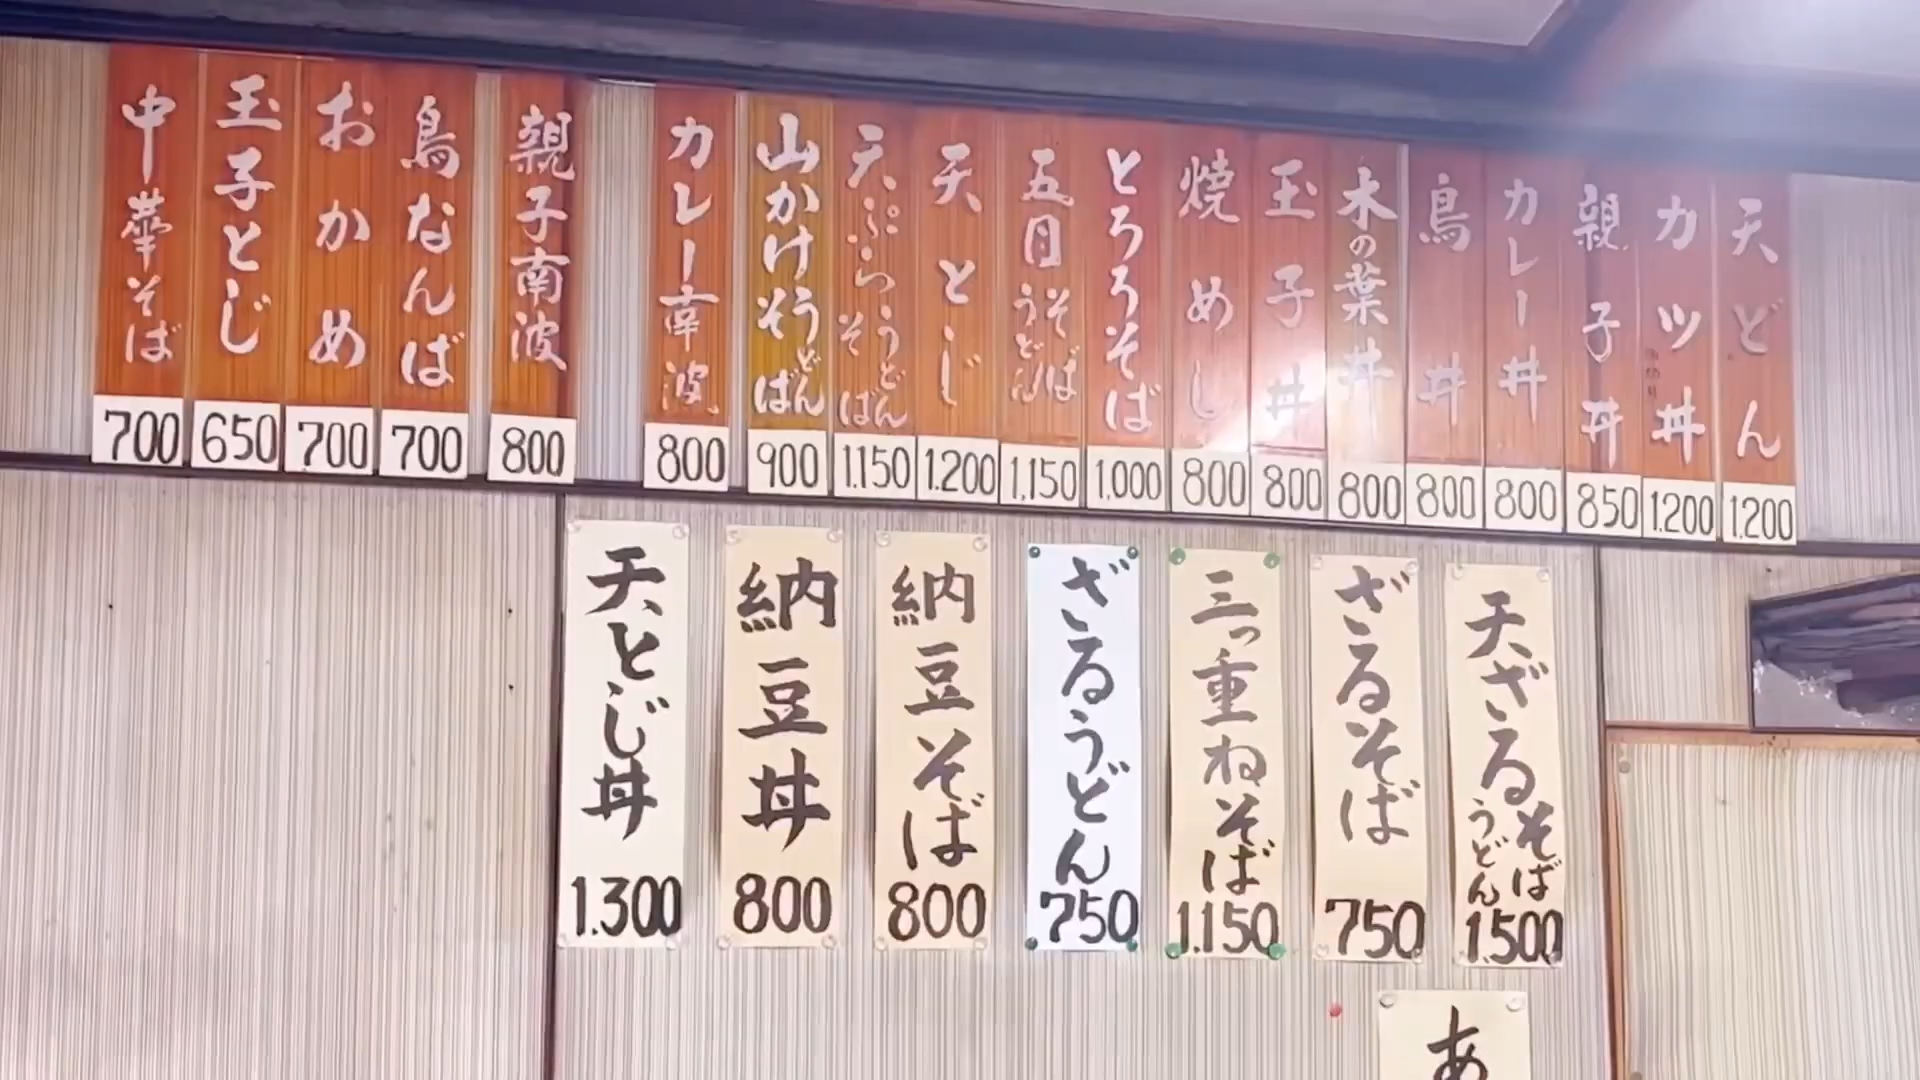 天どん
1.200
カツ丼
1.200
親子丼
850
カレー丼
800
鳥丼
800
木の葉丼
800
玉子丼
800
焼めし
800
とろろそば
1.000
五目そばうどん
1.150
天とじ
1.200
天ぷらうどんそば
1.150
山かけうどんそば
900
カレー南波
800
親子南波
800
鳥なんば
700
おかめ
700
玉子とじ
650
中華そば
700
天ざるそばうどん
1.500
ざるそば
750
三っ重ねそば
1.150
ざるうどん
750
納豆そば
800
納豆丼
800
天とじ丼
1.300
あ